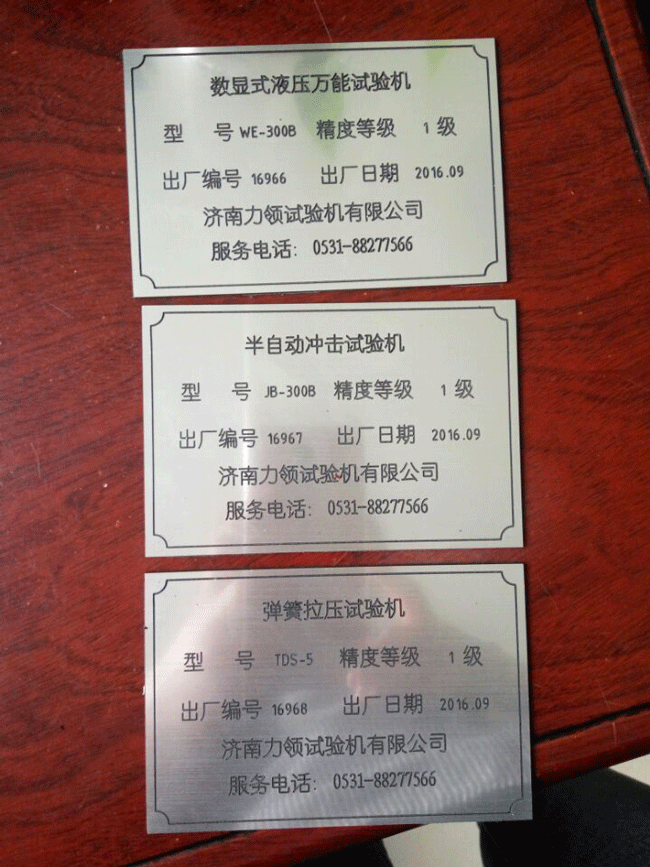 数显式液压万能试验机
型 号 WE-300B 精度等级 1 级
出厂编号 16966 出厂日期 2016.09
济南力领试验机有限公司
服务电话: 0531-88277566
半自动冲击试验机
型 号 JB-300B 精度等级 1 级
出厂编号 16967 出厂日期 2016.09
济南力领试验机有限公司
服务电话: 0531-88277566
弹簧拉压试验机
型 号 TDS-5 精度等级 1 级
出厂编号 16968 出厂日期 2016.09
济南力领试验机有限公司
服务电话: 0531-88277566